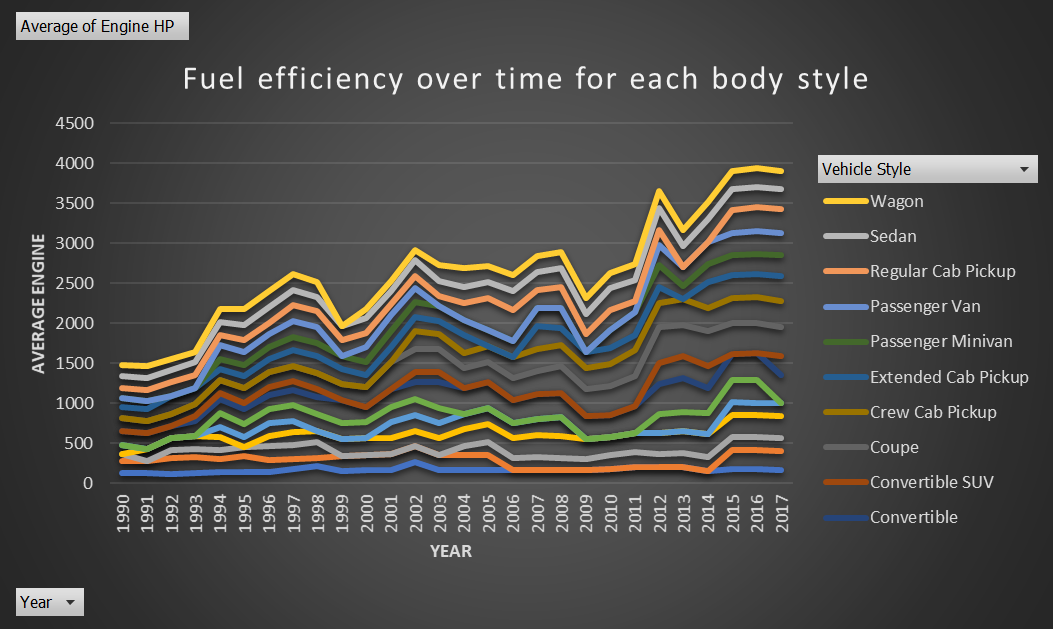 Average of Engine HP
Fuel efficiency over time for each body style
4500
4000
3500
3000
2500
2000
1500
1000
500
0
AVERAGE ENGINE
1990
1991
1992
1993
1994
1995
1996
1997
1998
1999
2000
2001
2002
2003
2004
2005
2006
2007
2008
2009
2010
2011
2012
2013
2014
2015
2016
2017
YEAR
Vehicle Style
Wagon
Sedan
Regular Cab Pickup
Passenger Van
Passenger Minivan
Extended Cab Pickup
Crew Cab Pickup
Coupe
Convertible SUV
Convertible
Year